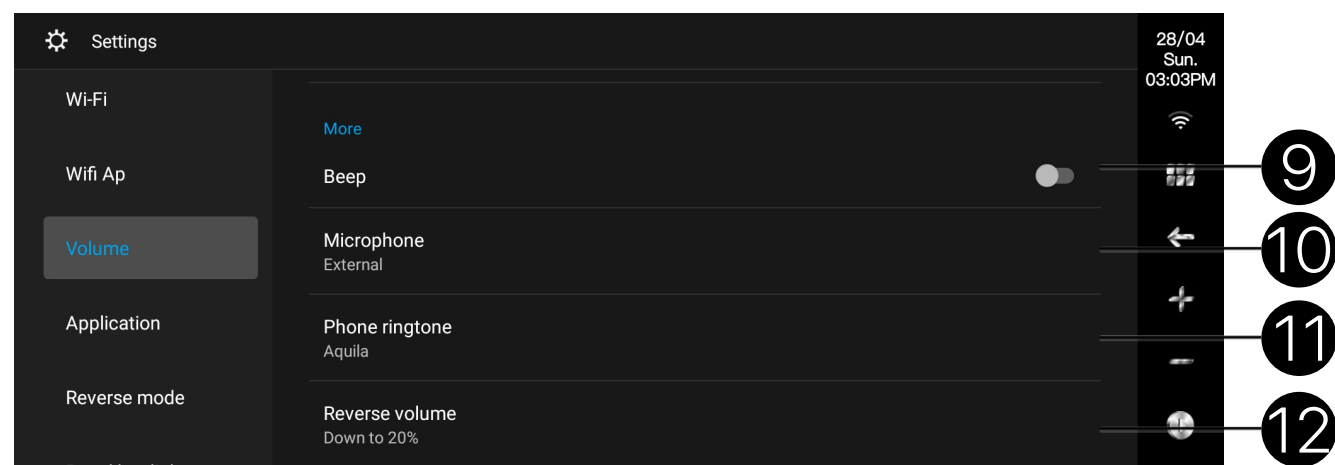 Settings
Wi-Fi
Wifi Ap
Volume
Application
Reverse mode
More
Beep
Microphone
External
Phone ringtone
Aquila
Reverse volume
Down to 20%
28/04
Sun.
03:03PM
9
10
11
12